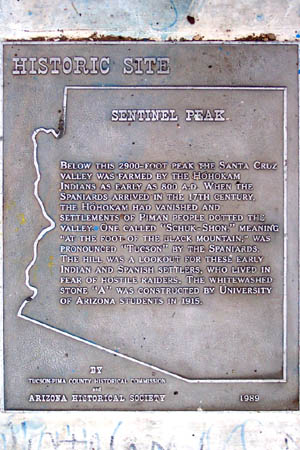 HISTORIC SITE
SENTINEL PEAK
BELOW THIS 2900-FOOT PEAK THE SANTA CRUZ
VALLEY WAS FARMED BY THE HOHOKAM
INDIANS AS EARLY AS 800 A.D. WHEN THE
SPANIARDS ARRIVED IN THE 17TH CENTURY,
THE HOHOKAM HAD VANISHED AND
SETTLEMENTS OF PIMAN PEOPLE DOTTED THE
VALLEY. ONE CALLED "SCHUK-SHON," MEANING
"AT THE FOOT OF THE BLACK MOUNTAIN," WAS
PRONOUNCED "TUCSON" BY THE SPANIARDS.
THE HILL WAS A LOOKOUT FOR THESE EARLY
INDIAN AND SPANISH SETTLERS, WHO LIVED IN
FEAR OF HOSTILE RAIDERS. THE WHITEWASHED
STONE "A" WAS CONSTRUCTED BY UNIVERSITY
OF ARIZONA STUDENTS IN 1915.
BY
TUCSON-PIMA COUNTY HISTORICAL COMMISSION
AND
ARIZONA HISTORICAL SOCIETY 1989